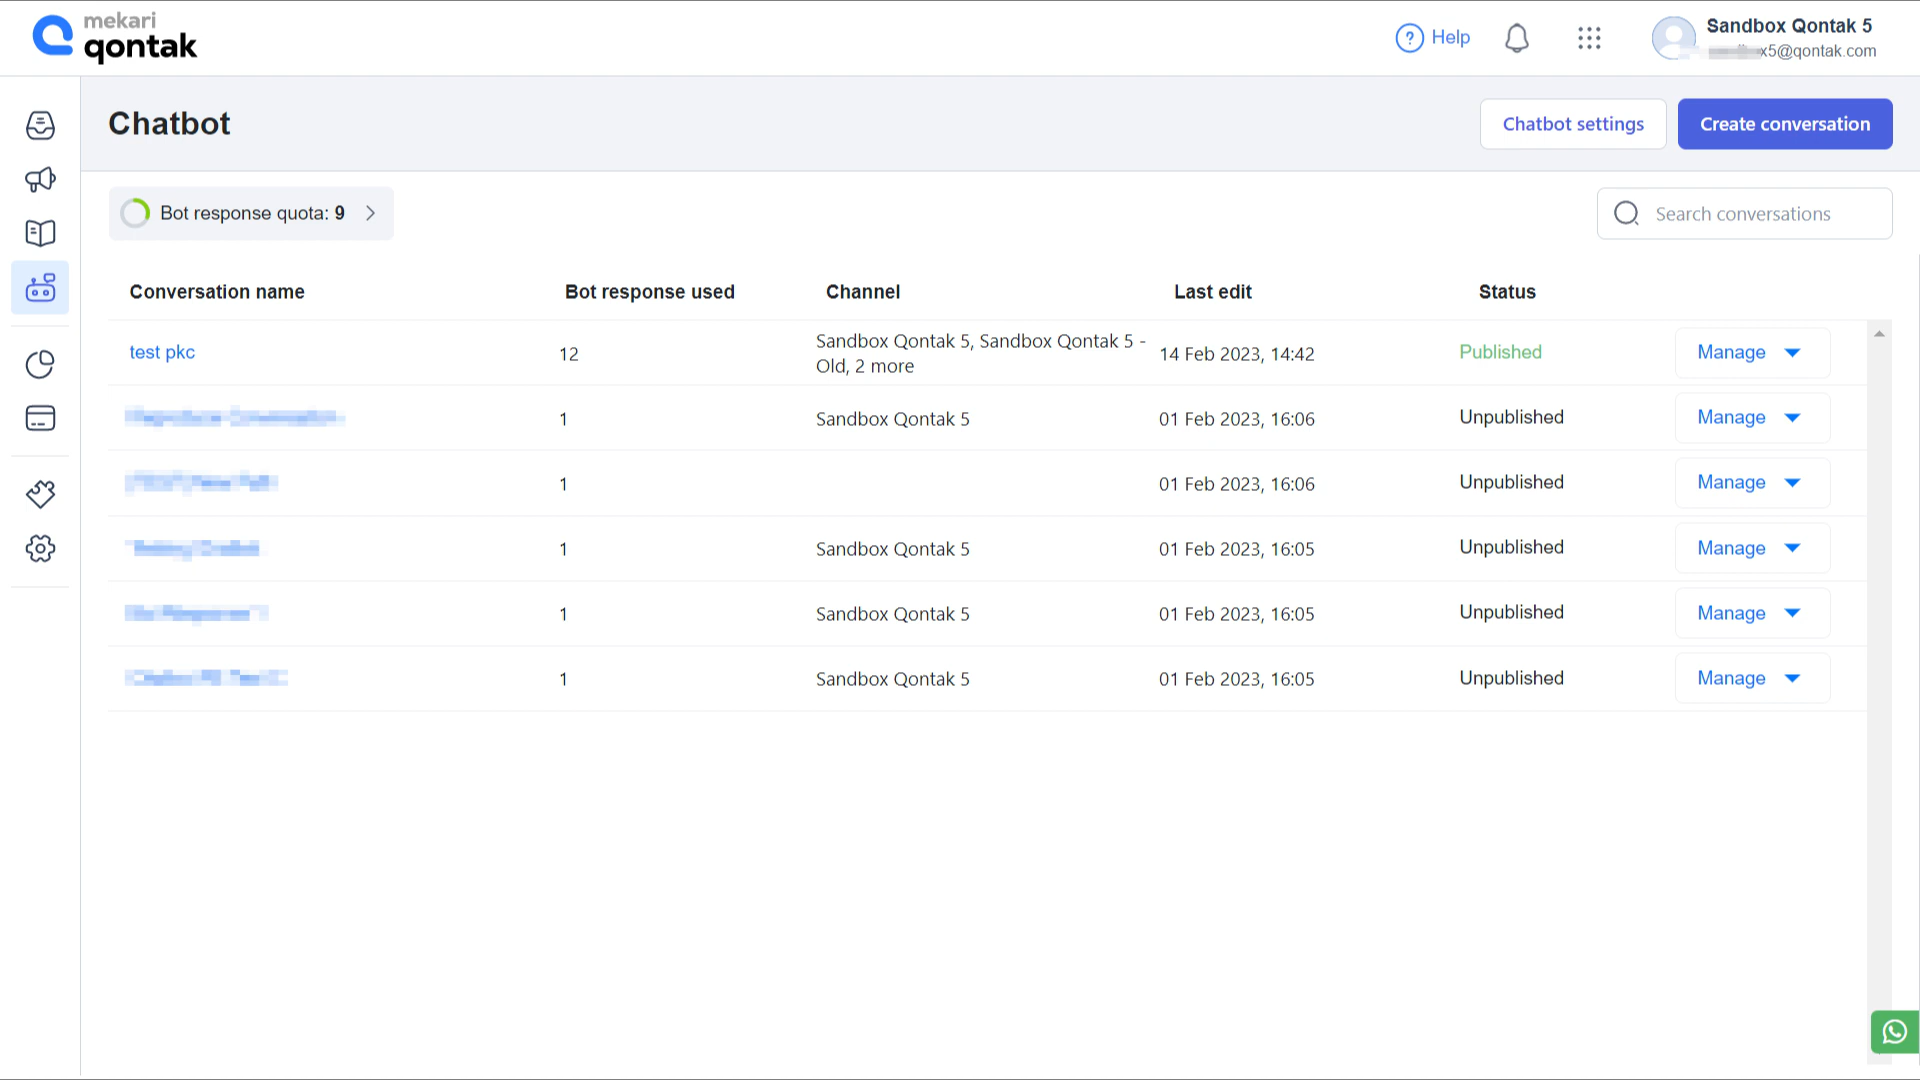 mekari
qontak
Help
Sandbox Qontak 5
x5@qontak.com
Chatbot
Chatbot settings
Create conversation
Bot response quota: 9
Search conversations
Conversation name
Bot response used
Channel
Last edit
Status
test pkc
12
Sandbox Qontak 5, Sandbox Qontak 5 -
Old, 2 more
14 Feb 2023, 14:42
Published
Manage
1
Sandbox Qontak 5
01 Feb 2023, 16:06
Unpublished
Manage
1
01 Feb 2023, 16:06
Unpublished
Manage
1
Sandbox Qontak 5
01 Feb 2023, 16:05
Unpublished
Manage
1
Sandbox Qontak 5
01 Feb 2023, 16:05
Unpublished
Manage
1
Sandbox Qontak 5
01 Feb 2023, 16:05
Unpublished
Manage